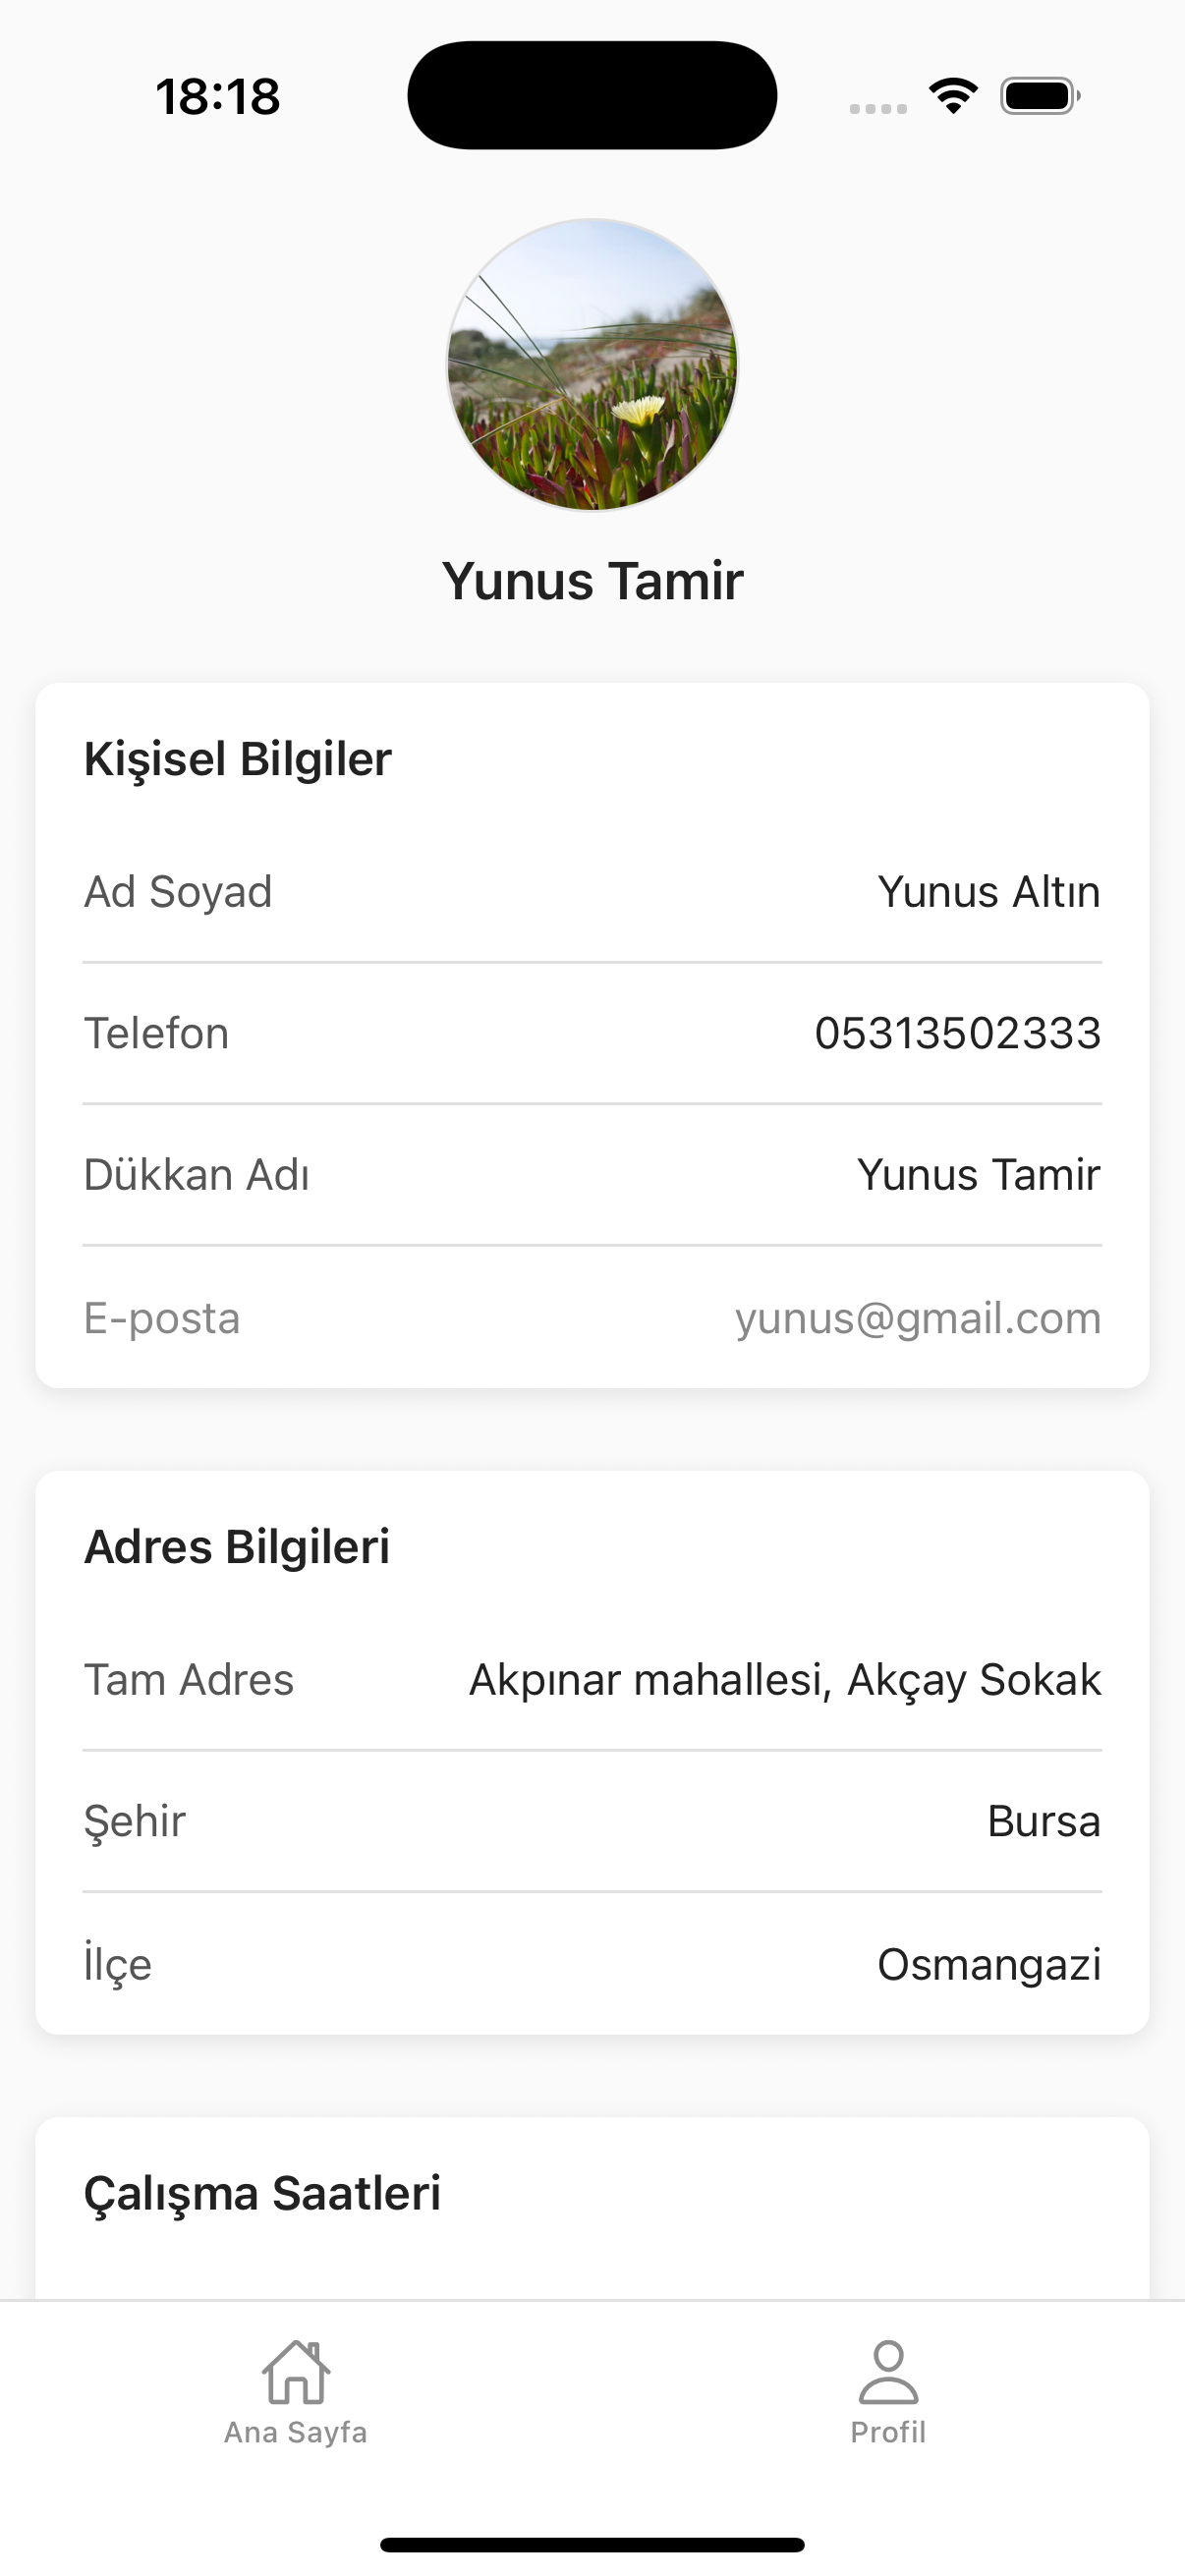 18:18
Yunus Tamir
Kişisel Bilgiler
Ad Soyad Yunus Altın
Telefon 05313502333
Dükkan Adı Yunus Tamir
E-posta yunus@gmail.com
Adres Bilgileri
Tam Adres Akpınar mahallesi, Akçay Sokak
Şehir Bursa
İlçe Osmangazi
Çalışma Saatleri
Ana Sayfa Profil